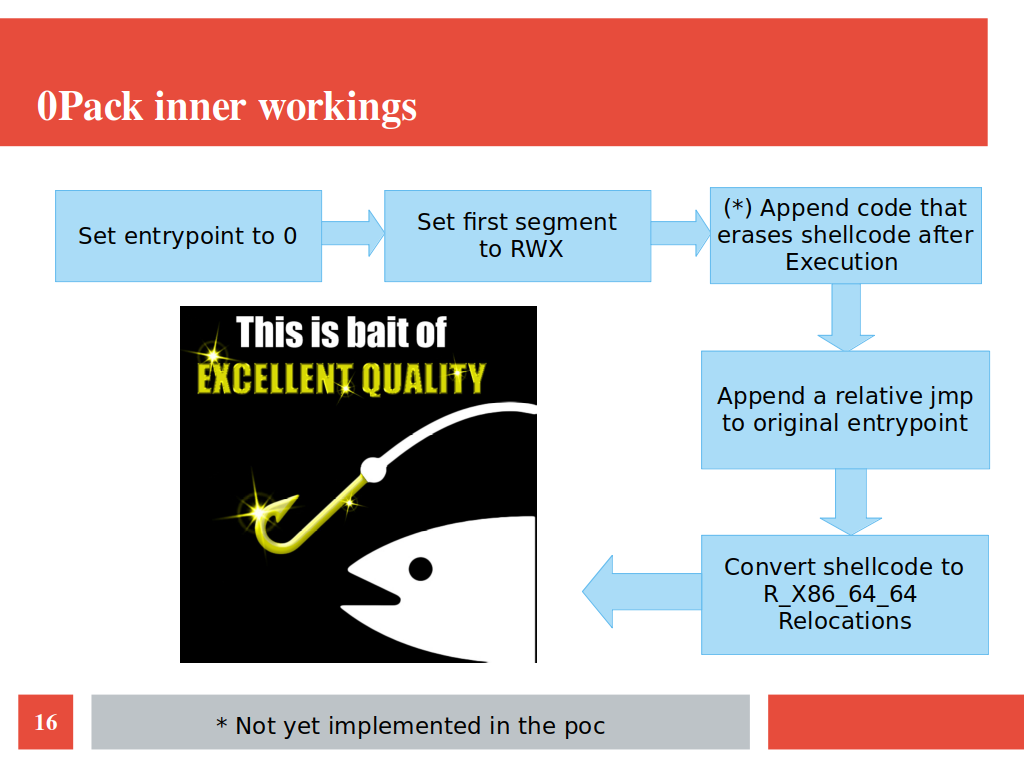 0Pack inner workings
Set entrypoint to 0
Set first segment
to RWX
(*) Append code that
erases shellcode after
Execution
Append a relative jmp
to original entrypoint
Convert shellcode to
R_X86_64_64
Relocations
This is bait of
EXCELLENT QUALITY
16
* Not yet implemented in the poc